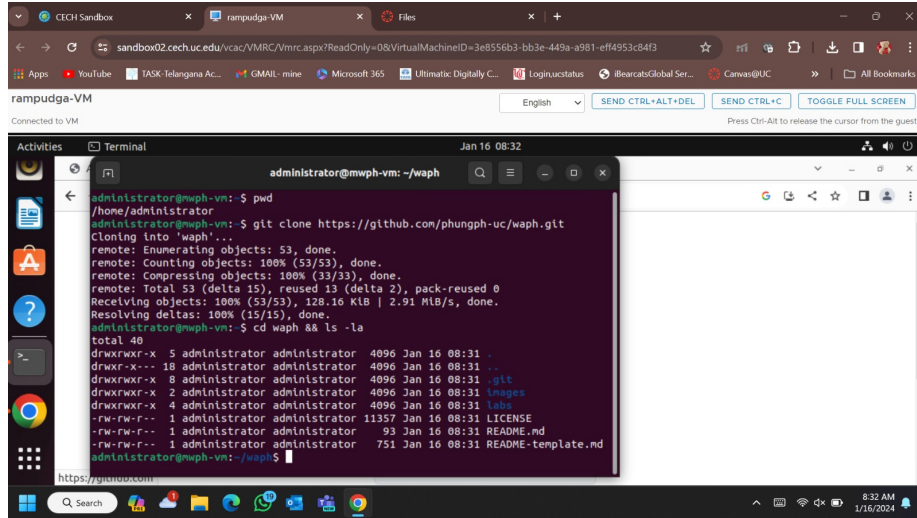 CECH Sandbox
rampudga-VM
Files
sandbox02.cech.uc.edu/vcac/VMRC/Vmrc.aspx?ReadOnly=0&VirtualMachineID=3e8556b3-bb3e-449a-a981-eff4953c84f3
Apps YouTube TASK-Telangana Ac... GMAIL- mine Microsoft 365 Ultimatix: Digitally C... Login,ucstatus iBearcatsGlobal Ser... Canvas@UC » All Bookmarks
rampudga-VM
English SEND CTRL+ALT+DEL SEND CTRL+C TOGGLE FULL SCREEN
Connected to VM Press Ctrl-Alt to release the cursor from the guest
Activities Terminal Jan 16 08:32
administrator@mwph-vm: ~/waph
administrator@mwph-vm:~$ pwd
/home/administrator
administrator@mwph-vm:~$ git clone https://github.com/phungph-uc/waph.git
Cloning into 'waph'...
remote: Enumerating objects: 53, done.
remote: Counting objects: 100% (53/53), done.
remote: Compressing objects: 100% (33/33), done.
remote: Total 53 (delta 15), reused 13 (delta 2), pack-reused 0
Receiving objects: 100% (53/53), 128.16 KiB | 2.91 MiB/s, done.
Resolving deltas: 100% (15/15), done.
administrator@mwph-vm:~$ cd waph && ls -la
total 40
drwxrwxr-x 5 administrator administrator 4096 Jan 16 08:31 .
drwxr-x--- 18 administrator administrator 4096 Jan 16 08:31 ..
drwxrwxr-x 8 administrator administrator 4096 Jan 16 08:31 .git
drwxrwxr-x 2 administrator administrator 4096 Jan 16 08:31 images
drwxrwxr-x 4 administrator administrator 4096 Jan 16 08:31 labs
-rw-rw-r-- 1 administrator administrator 11357 Jan 16 08:31 LICENSE
-rw-rw-r-- 1 administrator administrator 93 Jan 16 08:31 README.md
-rw-rw-r-- 1 administrator administrator 751 Jan 16 08:31 README-template.md
administrator@mwph-vm:~/waph$
https://github.com
Search 19 8:32 AM
1/16/2024